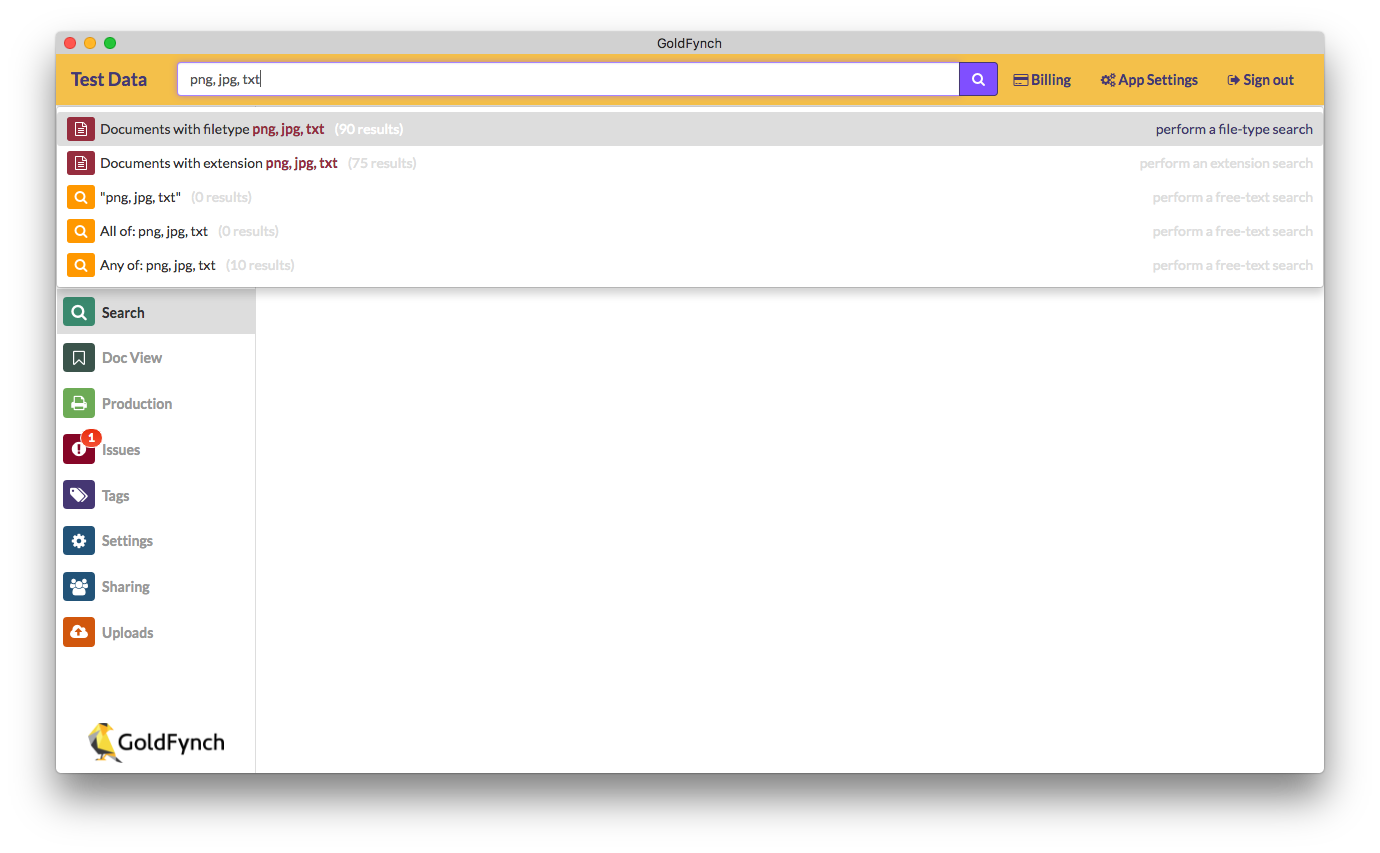 GoldFynch
Test Data png, jpg, txt Billing App Settings Sign out
Documents with filetype png, jpg, txt (90 results) perform a file-type search
Documents with extension png, jpg, txt (75 results) perform an extension search
"png, jpg, txt" (0 results) perform a free-text search
All of: png, jpg, txt (0 results) perform a free-text search
Any of: png, jpg, txt (10 results) perform a free-text search
Search
Doc View
Production
1
Issues
Tags
Settings
Sharing
Uploads
GoldFynch